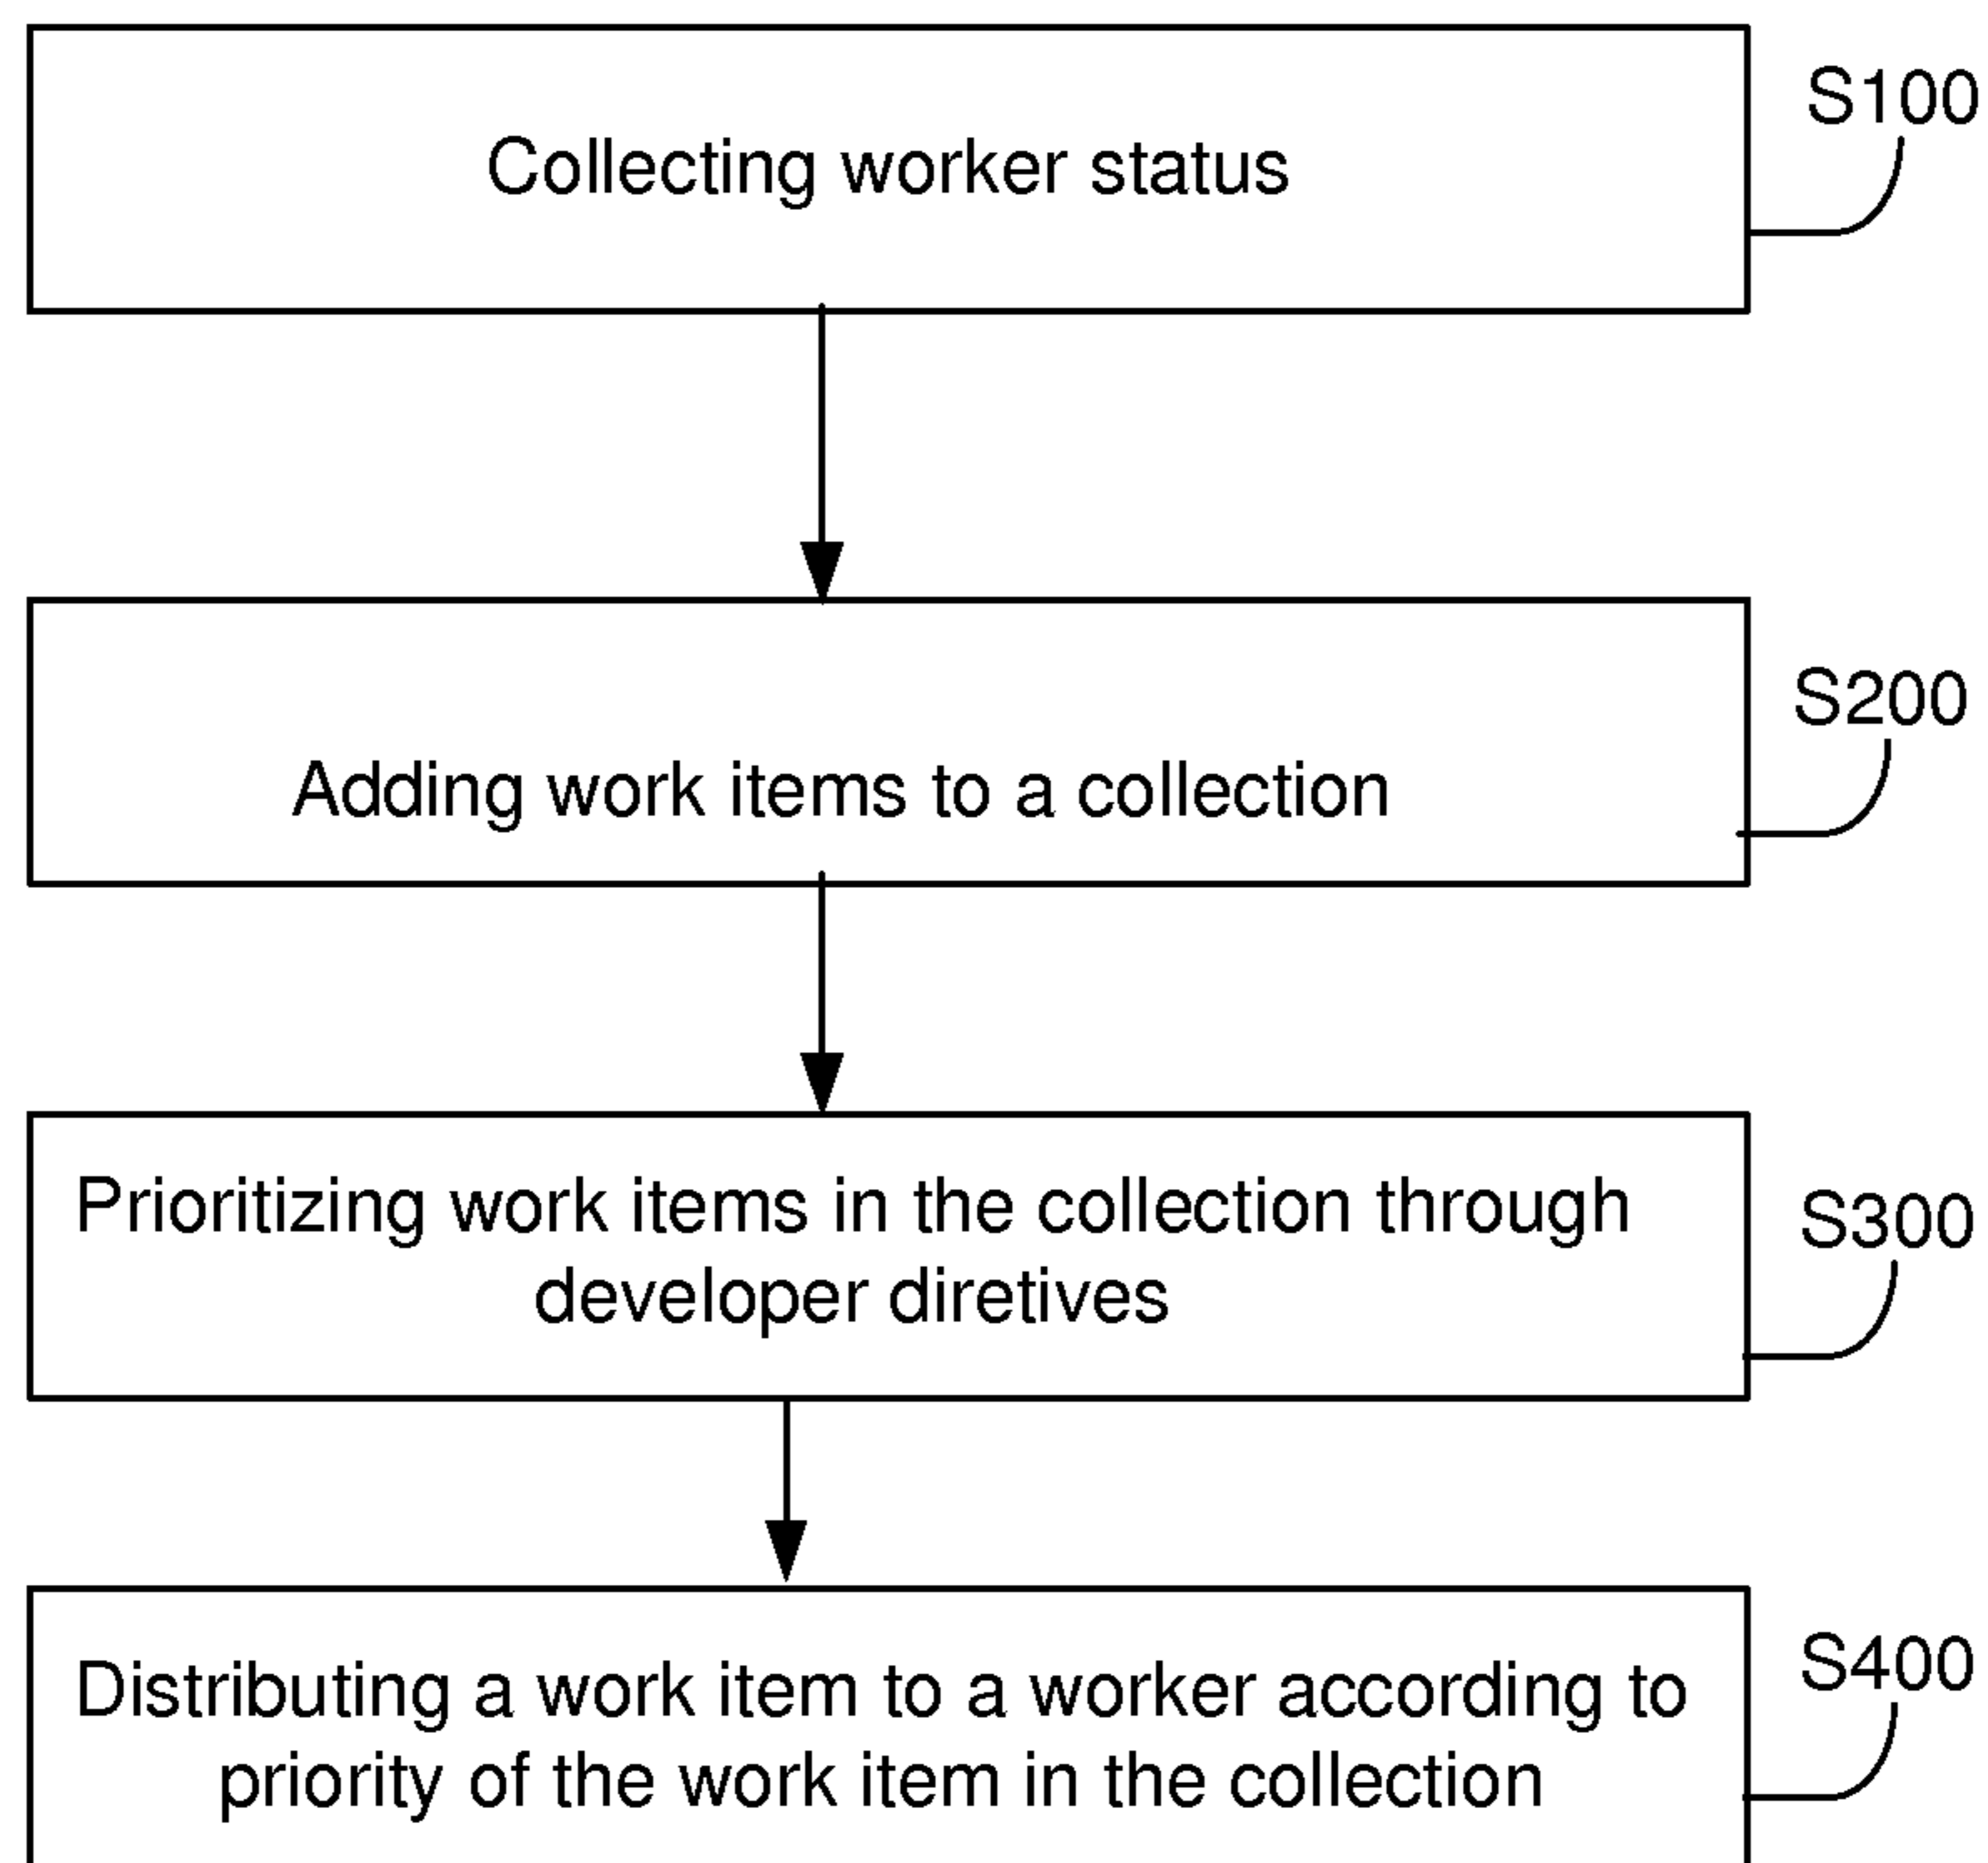 S100
Collecting worker status
S200
Adding work items to a collection
Prioritizing work items in the collection through
S300
developer diretives
S400
Distributing a work item to a worker according to
priority of the work item in the collection